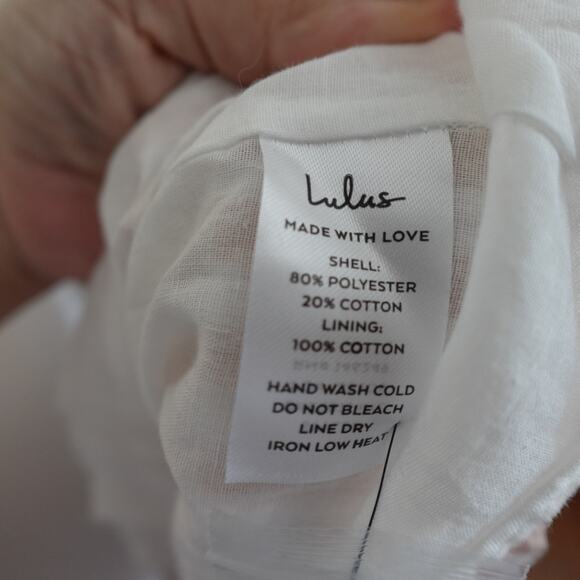 Lulus
MADE WITH LOVE
SHELL:
80% POLYESTER
20% COTTON
LINING:
100% COTTON
HAND WASH COLD
DO NOT BLEACH
LINE DRY
IRON LOW HEAT